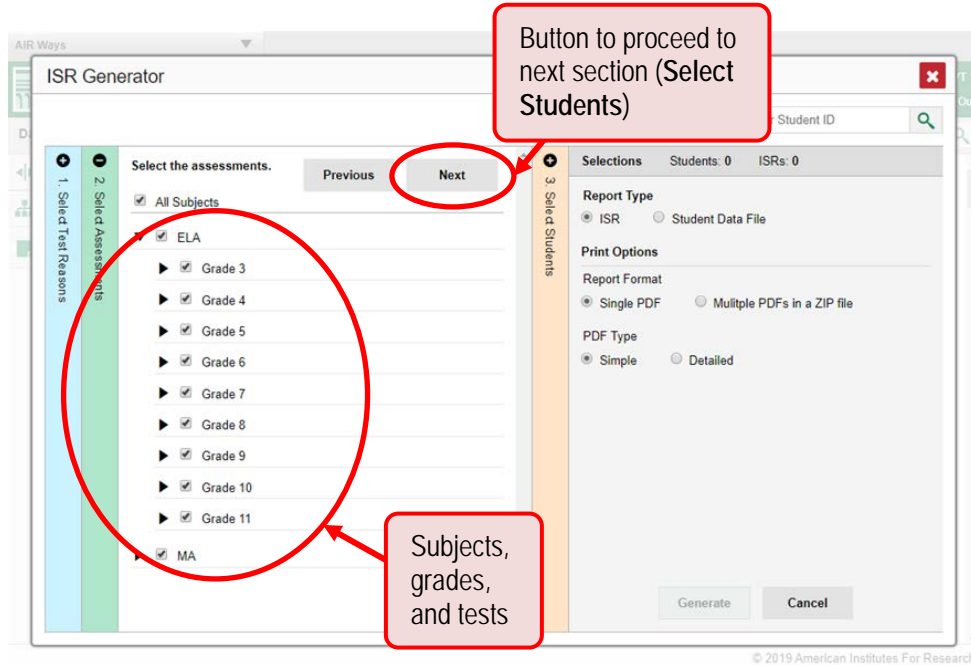 Button to proceed to
next section (Select
Students)
AIR Ways
ISR Generator
Student ID
1. Select Test Reasons
2. Select Assessments
Select the assessments.
Previous
Next
All Subjects
ELA
Grade 3
Grade 4
Grade 5
Grade 6
Grade 7
Grade 8
Grade 9
Grade 10
Grade 11
MA
Subjects,
grades,
and tests
3. Select Students
Selections Students: 0 ISRs: 0
Report Type
ISR Student Data File
Print Options
Report Format
Single PDF Mulitple PDFs in a ZIP file
PDF Type
Simple Detailed
Generate Cancel
© 2019 American Institutes For Research